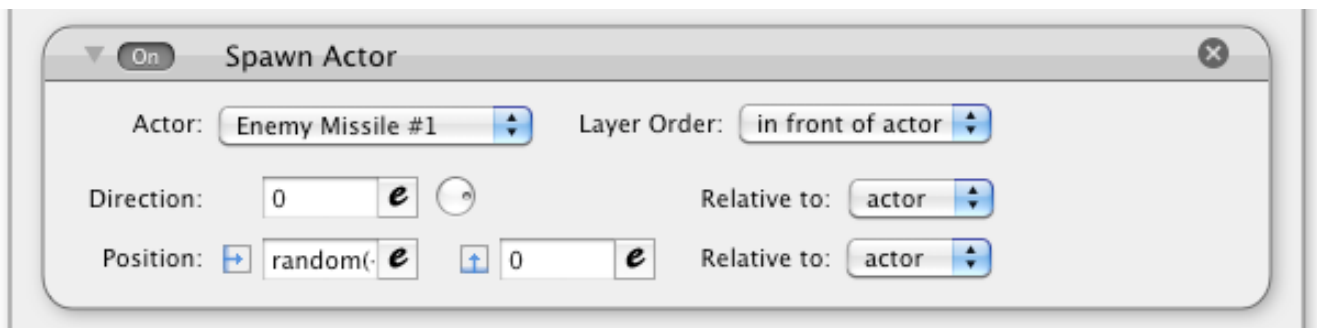 On Spawn Actor
Actor: Enemy Missile #1 Layer Order: in front of actor
Direction: 0 e Relative to: actor
Position: random(- e 0 e Relative to: actor